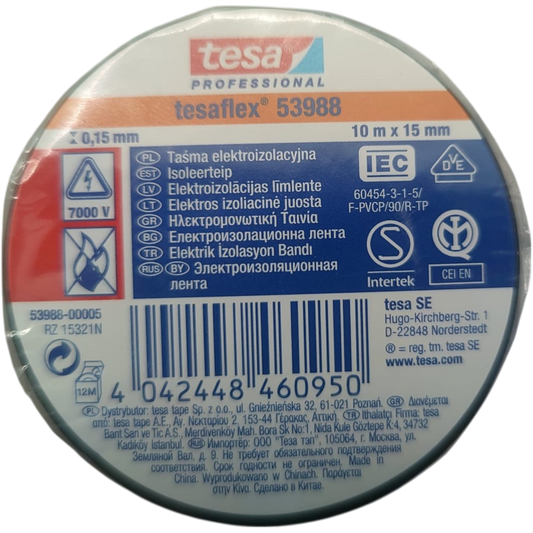 tesa
PROFESSIONAL
tesaflex® 53988
0,15 mm
10 m x 15 mm
7000 V
PL Taśma elektroizolacyjna
EST Isoleerteip
LV Elektroizolācijas līmlente
LT Elektros izoliacinė juosta
GR Ηλεκτρομονωτική Ταινία
BG Електроизолационна лента
TR Elektrik İzolasyon Bandı
RUS BY Электроизоляционная
лента
IEC
60454-3-1-5/
F-PVCP/90/R-TP
VDE
S
Intertek
CEI EN
53988-00005
RZ 15321N
12M
tesa SE
Hugo-Kirchberg-Str. 1
D-22848 Norderstedt
® = reg. tm. tesa SE
www.tesa.com
4 042448 460950
PL Dystrybutor: tesa tape Sp. z o.o., ul. Gnieźnieńska 32, 61-021 Poznań. GR Διανέμεται
από: tesa tape A.E., Αγ. Νεκταρίου 2, 153-44 Γέρακας, Αττική. TR İthalatçı Firma: tesa
Bant San ve Tic A.S., Merdivenköy Mah. Bora Sk No:1, Nida Kule Göztepe K:4, 34732
Kadıköy İstanbul. RUS Импортёр: ООО "Теза тэп", 105064, г. Москва, ул.
Земляной Вал, д. 9. Не требует обязательного подтверждения
соответствия. Срок годности не ограничен. Made in
China. Wyprodukowano w Chinach. Παράγεται
στην Κίνα. Сделано в Китае.